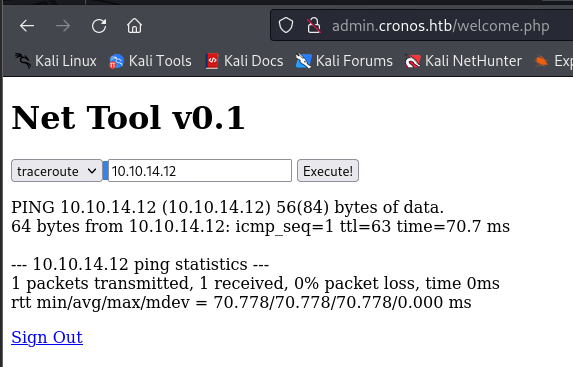 admin.cronos.htb/welcome.php
Kali Linux Kali Tools Kali Docs Kali Forums Kali NetHunter Exp
Net Tool v0.1
traceroute 10.10.14.12 Execute!
PING 10.10.14.12 (10.10.14.12) 56(84) bytes of data.
64 bytes from 10.10.14.12: icmp_seq=1 ttl=63 time=70.7 ms
--- 10.10.14.12 ping statistics ---
1 packets transmitted, 1 received, 0% packet loss, time 0ms
rtt min/avg/max/mdev = 70.778/70.778/70.778/0.000 ms
Sign Out